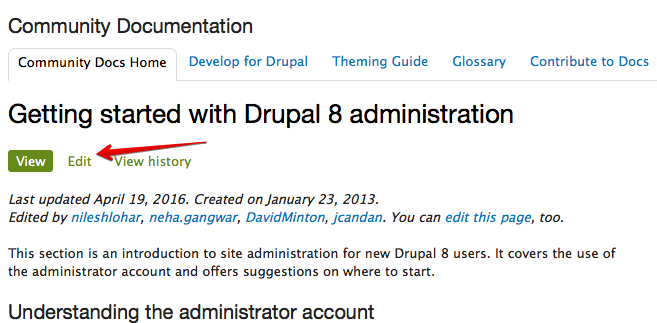 Community Documentation
Community Docs Home Develop for Drupal Theming Guide Glossary Contribute to Docs
Getting started with Drupal 8 administration
View Edit View history
Last updated April 19, 2016. Created on January 23, 2013.
Edited by nileshlohar, neha.gangwar, DavidMinton, jcandan. You can edit this page, too.
This section is an introduction to site administration for new Drupal 8 users. It covers the use of
the administrator account and offers suggestions on where to start.
Understanding the administrator account